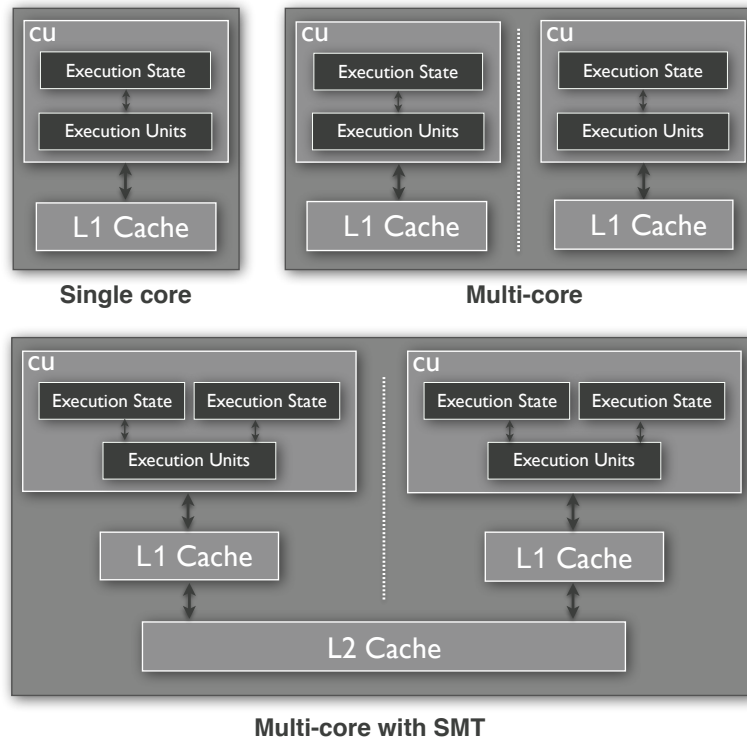 cu
Execution State
Execution Units
L1 Cache
Single core
cu
Execution State
Execution Units
L1 Cache
cu
Execution State
Execution Units
L1 Cache
Multi-core
cu
Execution State Execution State
Execution Units
L1 Cache
cu
Execution State Execution State
Execution Units
L1 Cache
L2 Cache
Multi-core with SMT